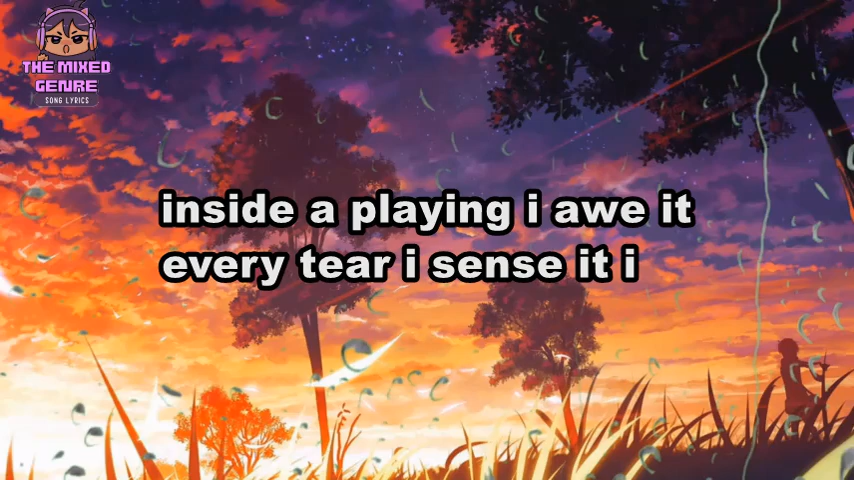 THE MIXED
GENRE
SONG LYRICS
inside a playing i awe it
every tear i sense it i